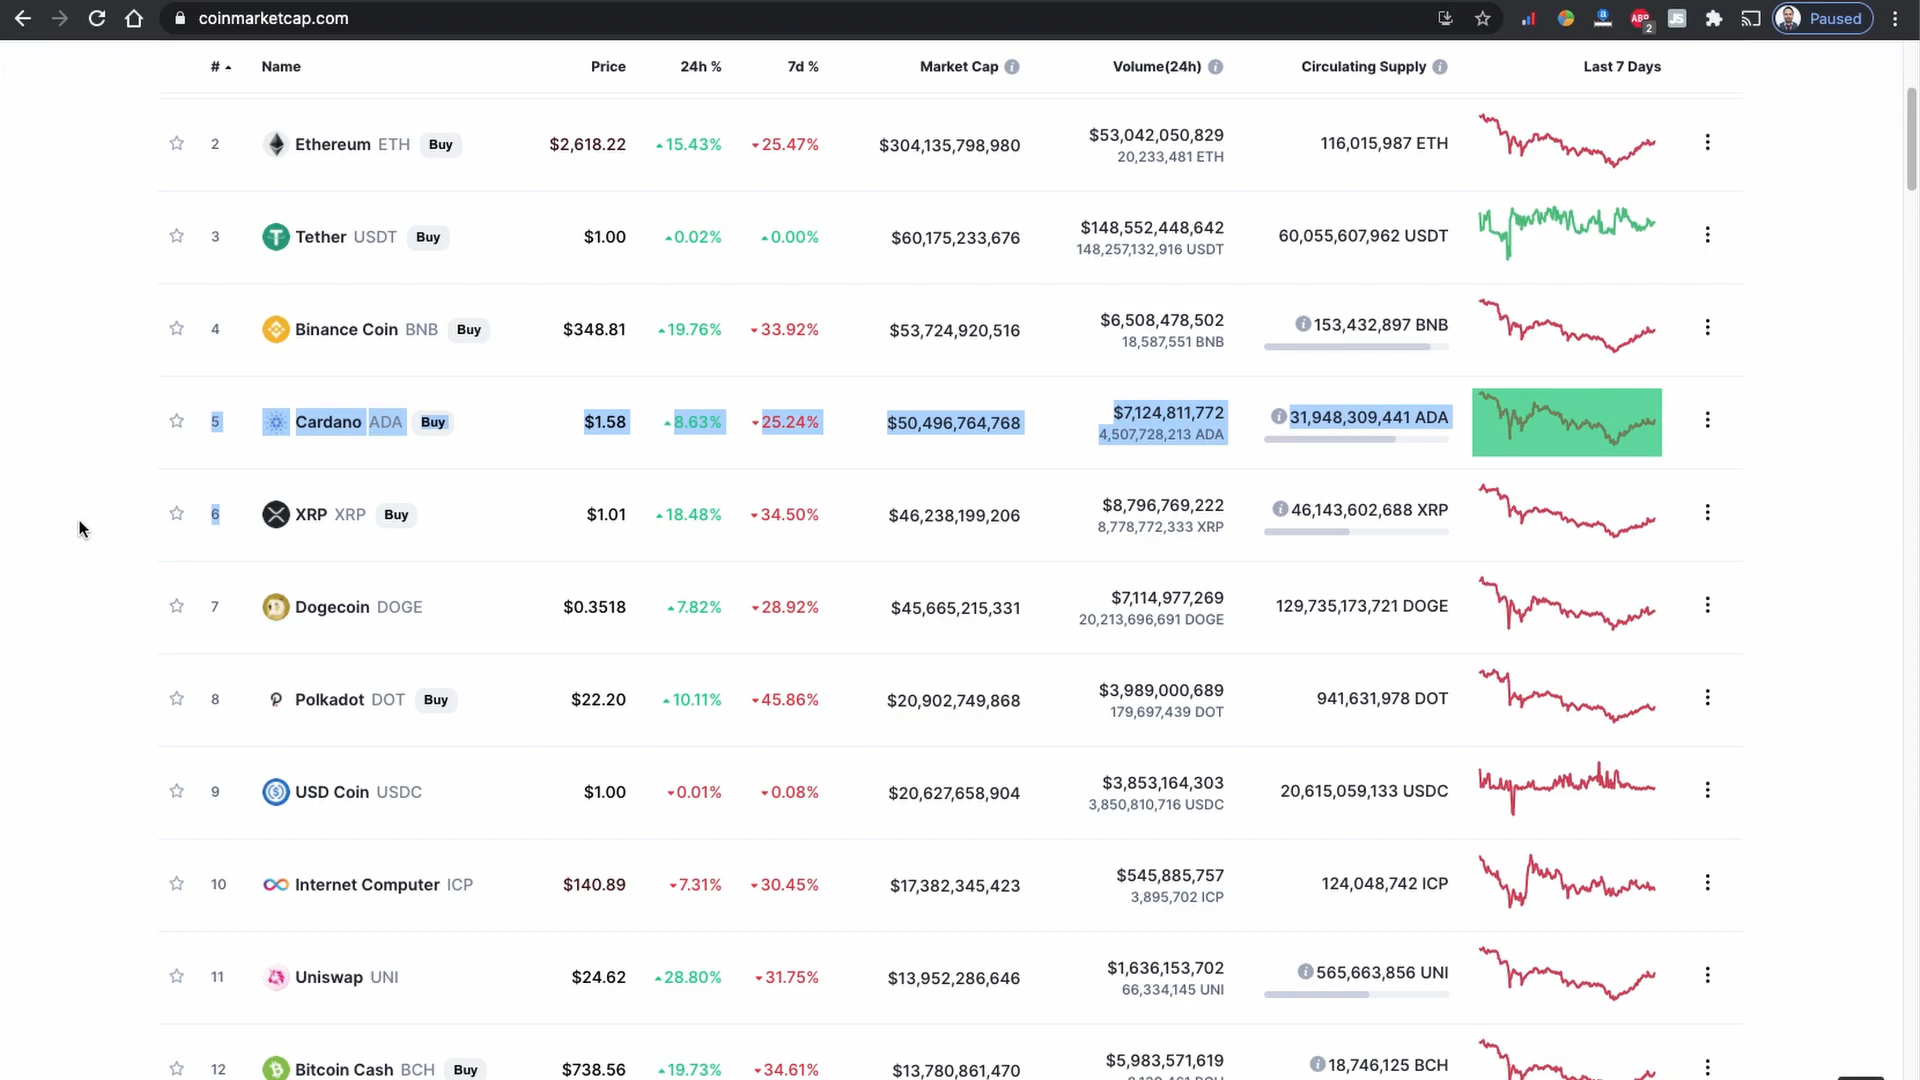 coinmarketcap.com
ABP
2
JS
Paused
# Name Price 24h % 7d % Market Cap Volume(24h) Circulating Supply Last 7 Days
2 Ethereum ETH Buy $2,618.22 15.43% 25.47% $304,135,798,980 $53,042,050,829 116,015,987 ETH
20,233,481 ETH
3 Tether USDT Buy $1.00 0.02% 0.00% $60,175,233,676 $148,552,448,642 60,055,607,962 USDT
148,257,132,916 USDT
4 Binance Coin BNB Buy $348.81 19.76% 33.92% $53,724,920,516 $6,508,478,502 153,432,897 BNB
18,587,551 BNB
5 Cardano ADA Buy $1.58 8.63% 25.24% $50,496,764,768 $7,124,811,772 31,948,309,441 ADA
4,507,728,213 ADA
6 XRP XRP Buy $1.01 18.48% 34.50% $46,238,199,206 $8,796,769,222 46,143,602,688 XRP
8,778,772,333 XRP
7 Dogecoin DOGE $0.3518 7.82% 28.92% $45,665,215,331 $7,114,977,269 129,735,173,721 DOGE
20,213,696,691 DOGE
8 Polkadot DOT Buy $22.20 10.11% 45.86% $20,902,749,868 $3,989,000,689 941,631,978 DOT
179,697,439 DOT
9 USD Coin USDC $1.00 0.01% 0.08% $20,627,658,904 $3,853,164,303 20,615,059,133 USDC
3,850,810,716 USDC
10 Internet Computer ICP $140.89 7.31% 30.45% $17,382,345,423 $545,885,757 124,048,742 ICP
3,895,702 ICP
11 Uniswap UNI $24.62 28.80% 31.75% $13,952,286,646 $1,636,153,702 565,663,856 UNI
66,334,145 UNI
12 Bitcoin Cash BCH Buy $738.56 19.73% 34.61% $13,780,861,470 $5,983,571,619 18,746,125 BCH